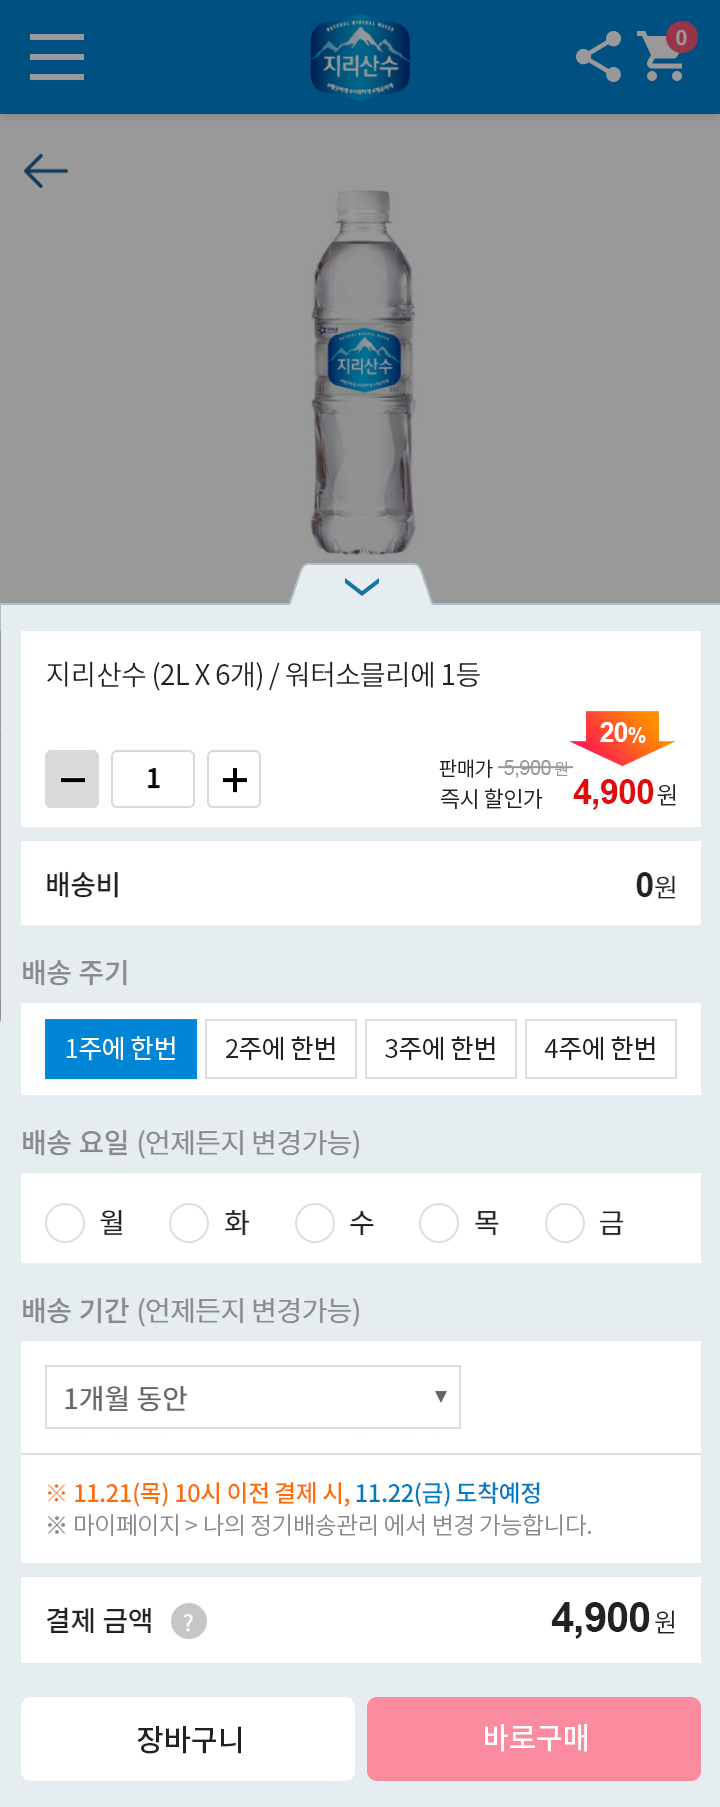 NATURAL MINERAL WATER
지리산수
0
지리산수
지리산수 (2L X 6개) / 워터소믈리에 1등
20%
판매가 5,900원
즉시 할인가 4,900원
1
배송비 0원
배송 주기
1주에 한번 2주에 한번 3주에 한번 4주에 한번
배송 요일 (언제든지 변경가능)
월 화 수 목 금
배송 기간 (언제든지 변경가능)
1개월 동안 ▼
※ 11.21(목) 10시 이전 결제 시, 11.22(금) 도착예정
※ 마이페이지 > 나의 정기배송관리 에서 변경 가능합니다.
결제 금액 ? 4,900원
장바구니 바로구매